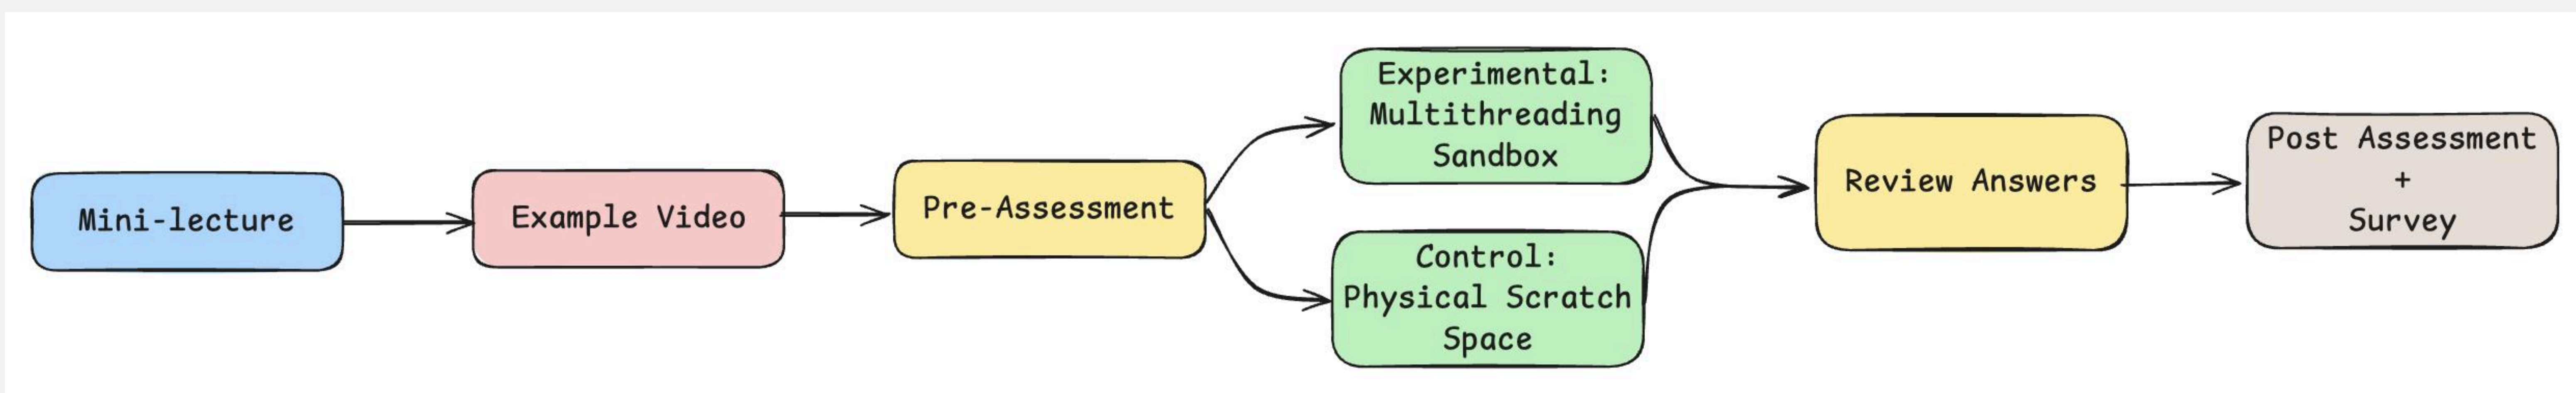 Mini-lecture
Example Video
Pre-Assessment
Experimental:
Multithreading
Sandbox
Control:
Physical Scratch
Space
Review Answers
Post Assessment
+
Survey